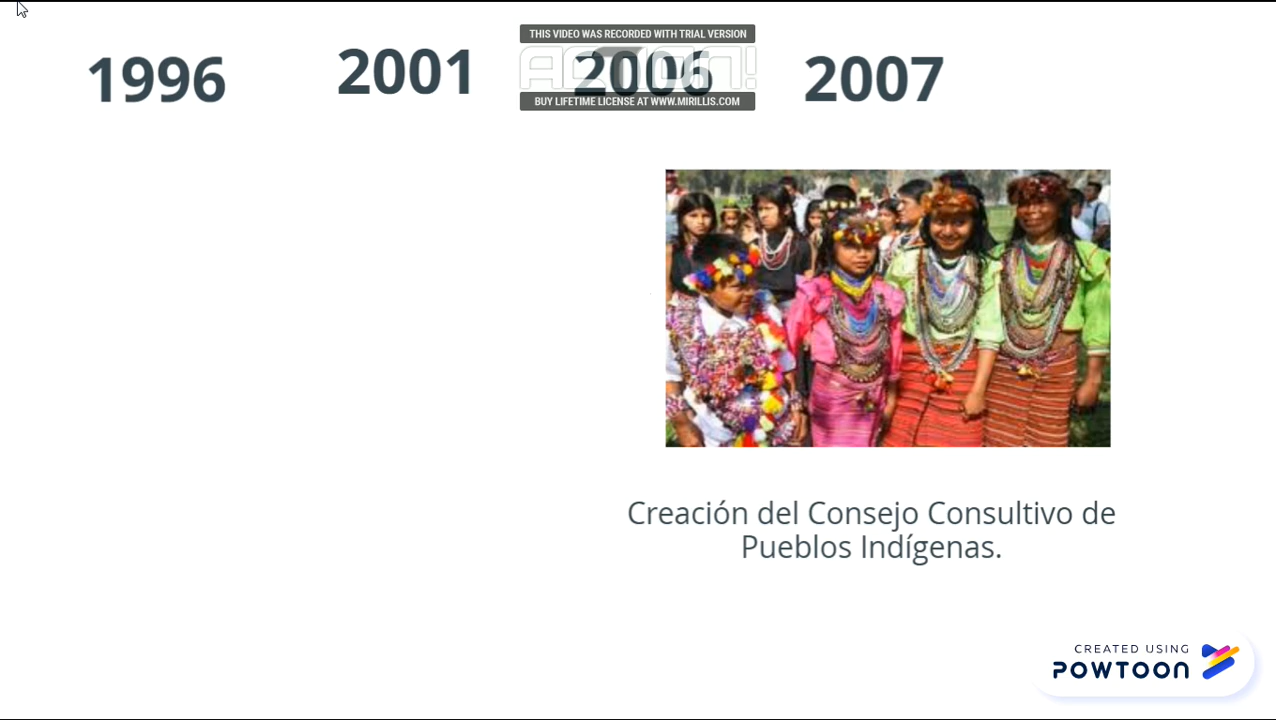 THIS VIDEO WAS RECORDED WITH TRIAL VERSION
1996 2001 2006 2007
ACTION!
BUY LIFETIME LICENSE AT WWW.MIRILLIS.COM
Creación del Consejo Consultivo de
Pueblos Indígenas.
CREATED USING
POWTOON